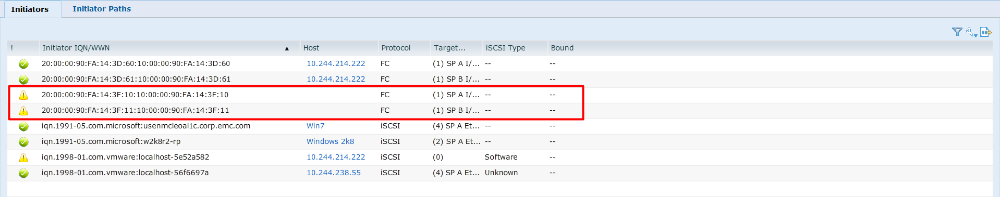 Initiators Initiator Paths
! Initiator IQN/WWN ▲ Host Protocol Target... iSCSI Type Bound
20:00:00:90:FA:14:3D:60:10:00:00:90:FA:14:3D:60 10.244.214.222 FC (1) SP A I/... -- --
20:00:00:90:FA:14:3D:61:10:00:00:90:FA:14:3D:61 10.244.214.222 FC (1) SP B I/... -- --
20:00:00:90:FA:14:3F:10:10:00:00:90:FA:14:3F:10 FC (1) SP A I/... -- --
20:00:00:90:FA:14:3F:11:10:00:00:90:FA:14:3F:11 FC (1) SP B I/... -- --
iqn.1991-05.com.microsoft:usenmcleoal1c.corp.emc.com Win7 iSCSI (4) SP A Et... -- --
iqn.1991-05.com.microsoft:w2k8r2-rp Windows 2k8 iSCSI (2) SP A Et... -- --
iqn.1998-01.com.vmware:localhost-5e52a582 10.244.214.222 iSCSI (0) Software --
iqn.1998-01.com.vmware:localhost-56f6697a 10.244.238.55 iSCSI (4) SP A Et... Unknown --